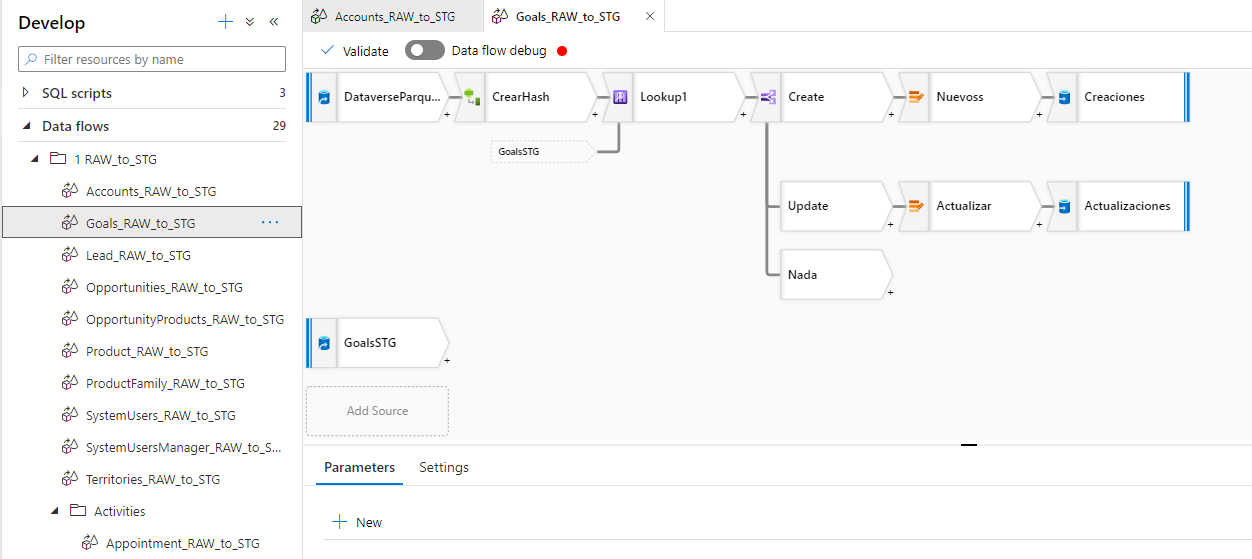 Develop
Filter resources by name
SQL scripts 3
Data flows 29
1 RAW_to_STG
Accounts_RAW_to_STG
Goals_RAW_to_STG ...
Lead_RAW_to_STG
Opportunities_RAW_to_STG
OpportunityProducts_RAW_to_STG
Product_RAW_to_STG
ProductFamily_RAW_to_STG
SystemUsers_RAW_to_STG
SystemUsersManager_RAW_to_S...
Territories_RAW_to_STG
Activities
Appointment_RAW_to_STG
Accounts_RAW_to_STG Goals_RAW_to_STG
Validate Data flow debug
DataverseParqu... CrearHash Lookup1 Create Nuevoss Creaciones
GoalsSTG
Update Actualizar Actualizaciones
Nada
GoalsSTG
Add Source
Parameters Settings
New